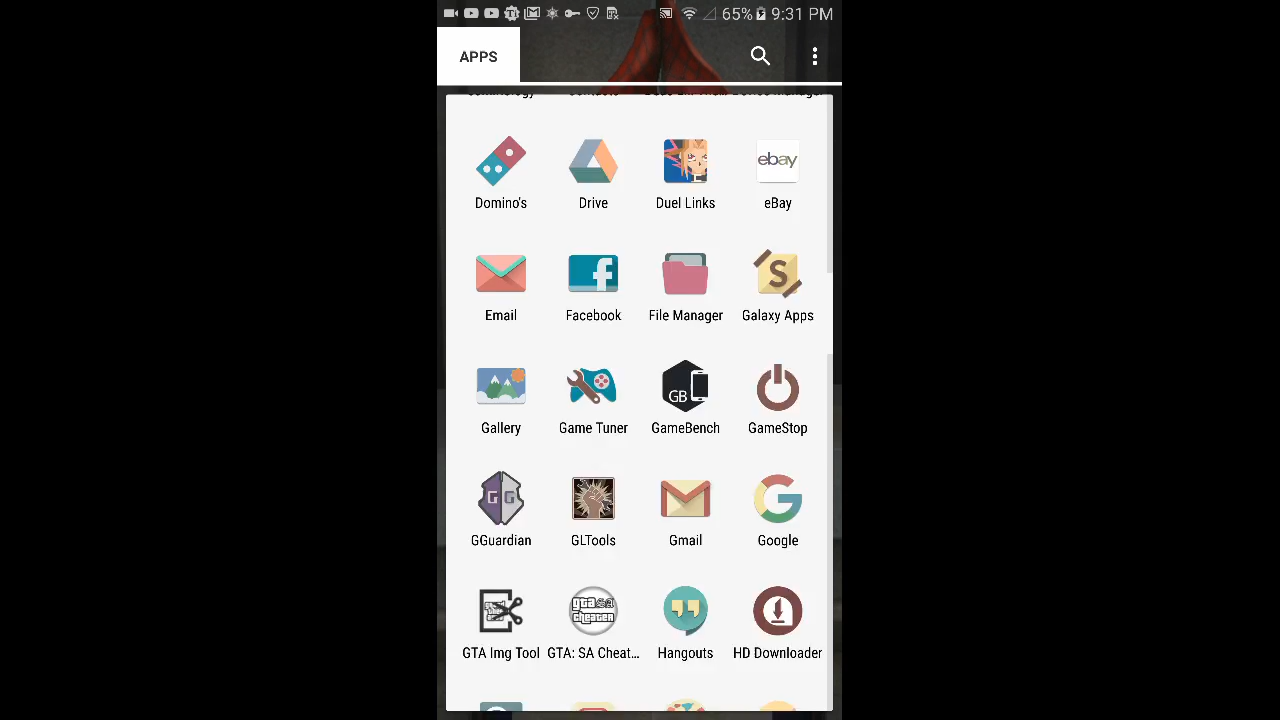 65% 9:31 PM
APPS
Domino's Drive Duel Links eBay
ebay
Email Facebook File Manager Galaxy Apps
Gallery Game Tuner GameBench GameStop
GB
GGuardian GLTools Gmail Google
GTA Img Tool GTA: SA Cheat... Hangouts HD Downloader